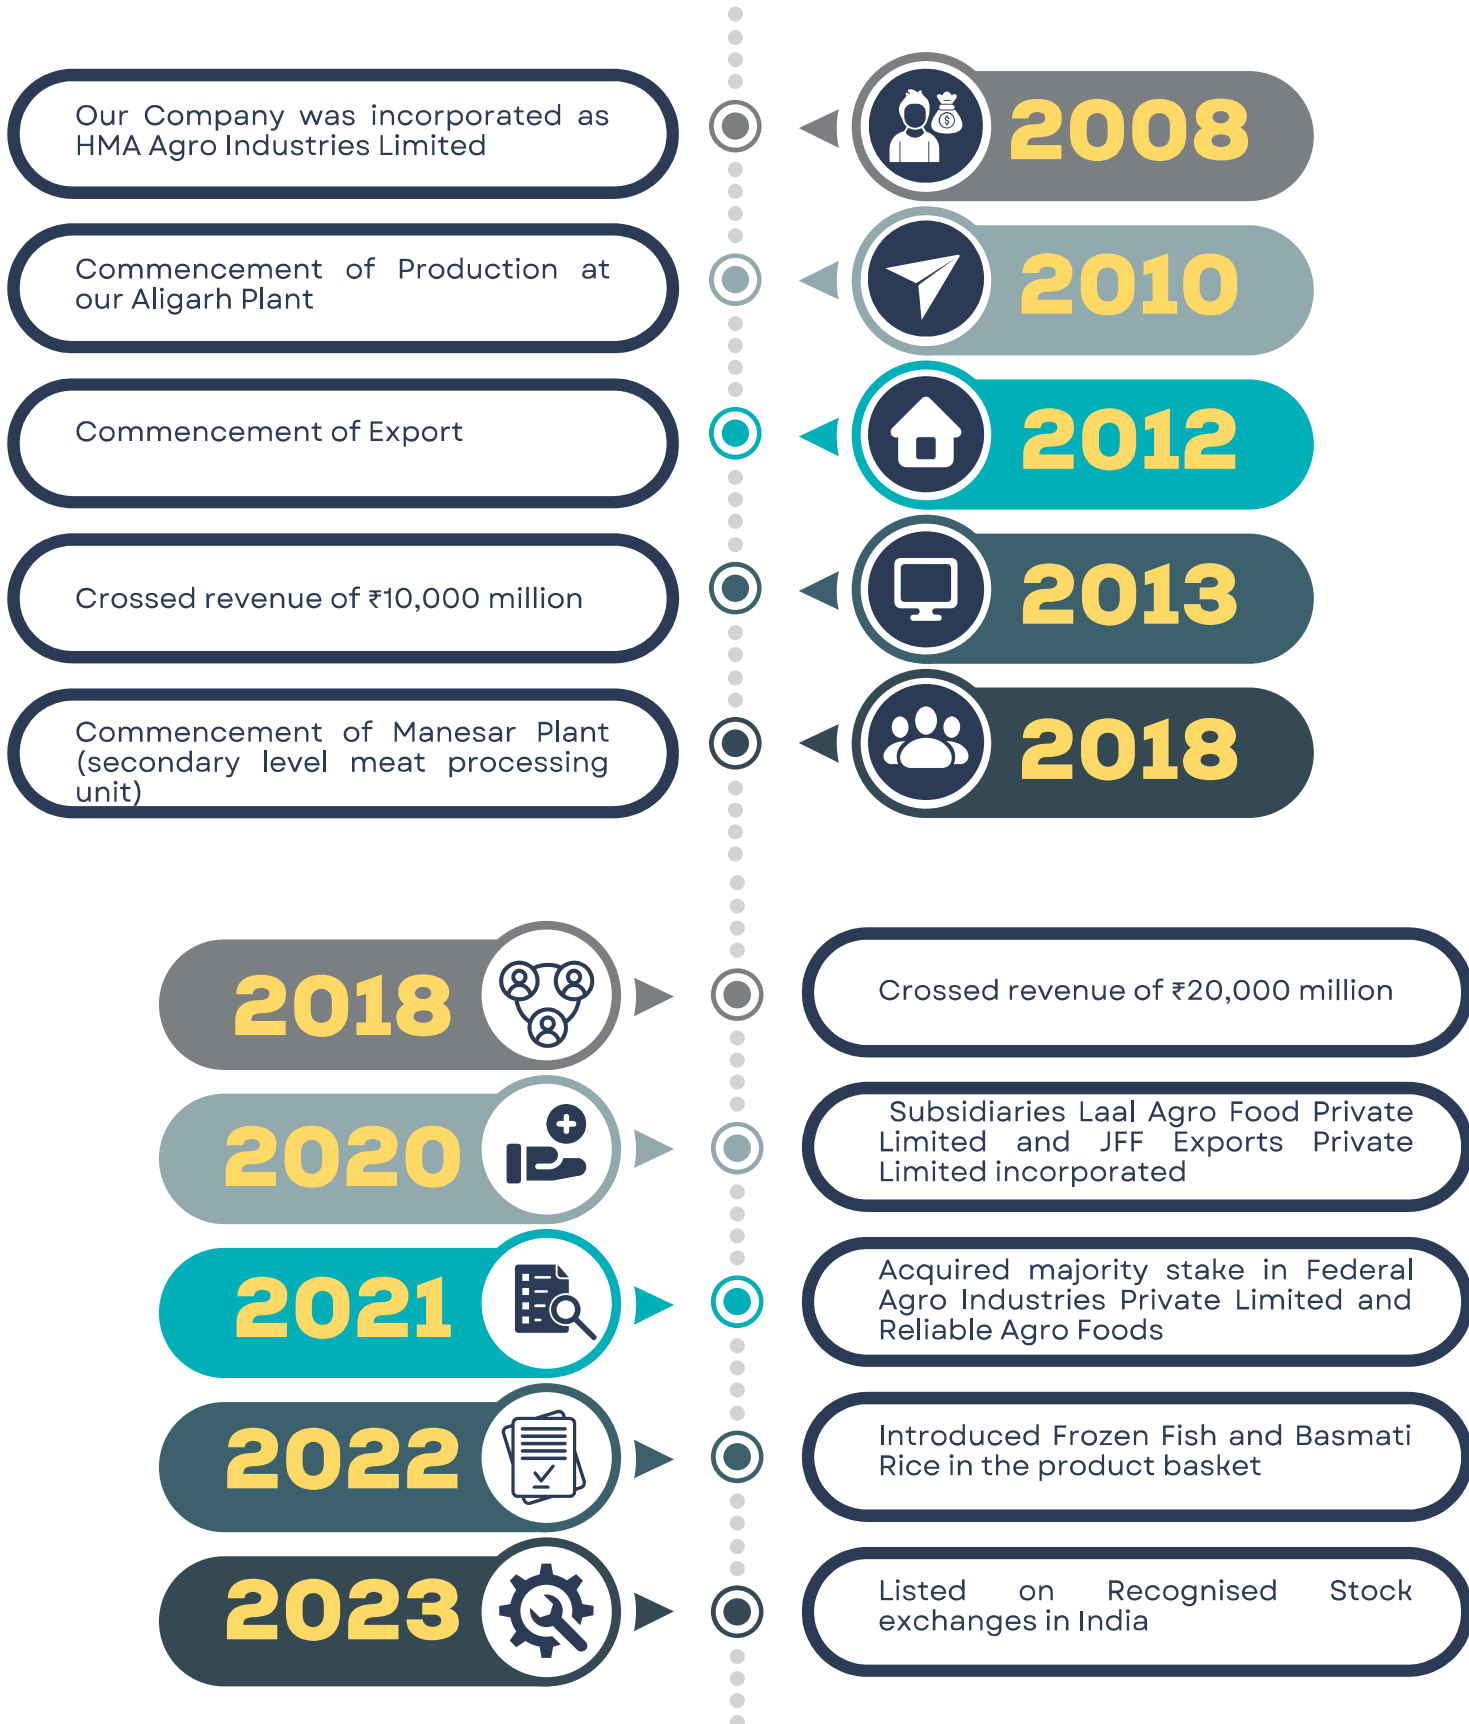 Our Company was incorporated as
HMA Agro Industries Limited
2008
Commencement of Production at
our Aligarh Plant
2010
Commencement of Export
2012
Crossed revenue of ₹10,000 million
2013
Commencement of Manesar Plant
(secondary level meat processing
unit)
2018
2018
Crossed revenue of ₹20,000 million
2020
Subsidiaries Laal Agro Food Private
Limited and JFF Exports Private
Limited incorporated
2021
Acquired majority stake in Federal
Agro Industries Private Limited and
Reliable Agro Foods
2022
Introduced Frozen Fish and Basmati
Rice in the product basket
2023
Listed on Recognised Stock
exchanges in India